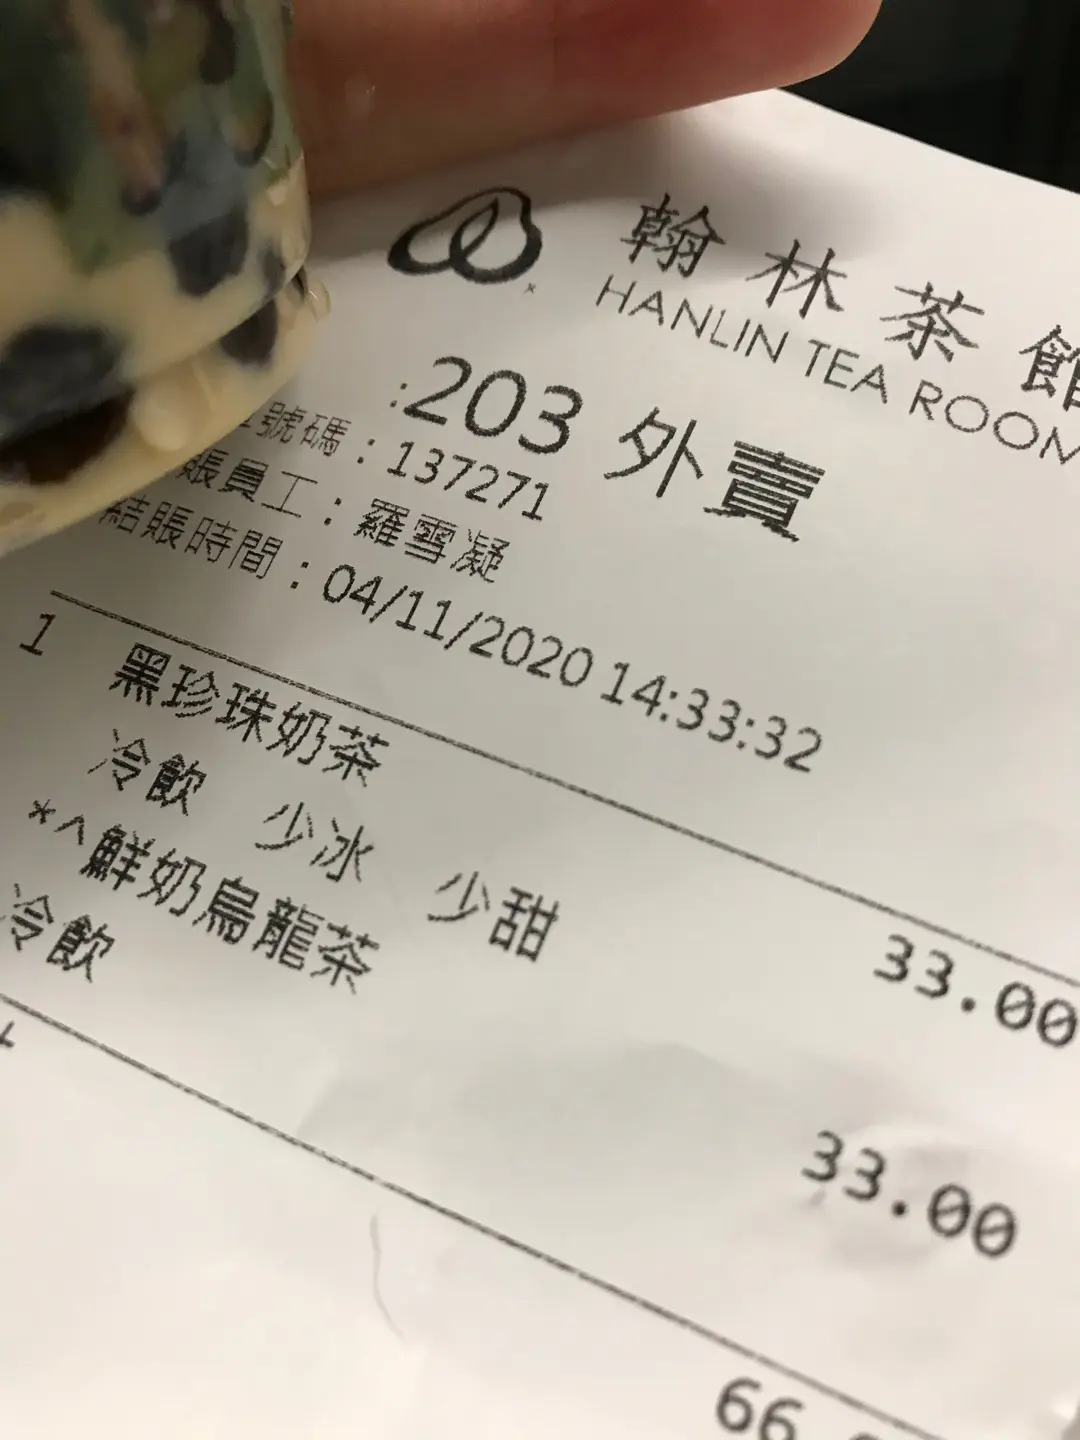 翰林茶館
HANLIN TEA ROOM
:203 外賣
號碼：137271
賬員工：羅雪凝
結賬時間：04/11/2020 14:33:32
1 黑珍珠奶茶
冷飲 少冰 少甜
33.00
*^鮮奶烏龍茶
冷飲
33.00
66.